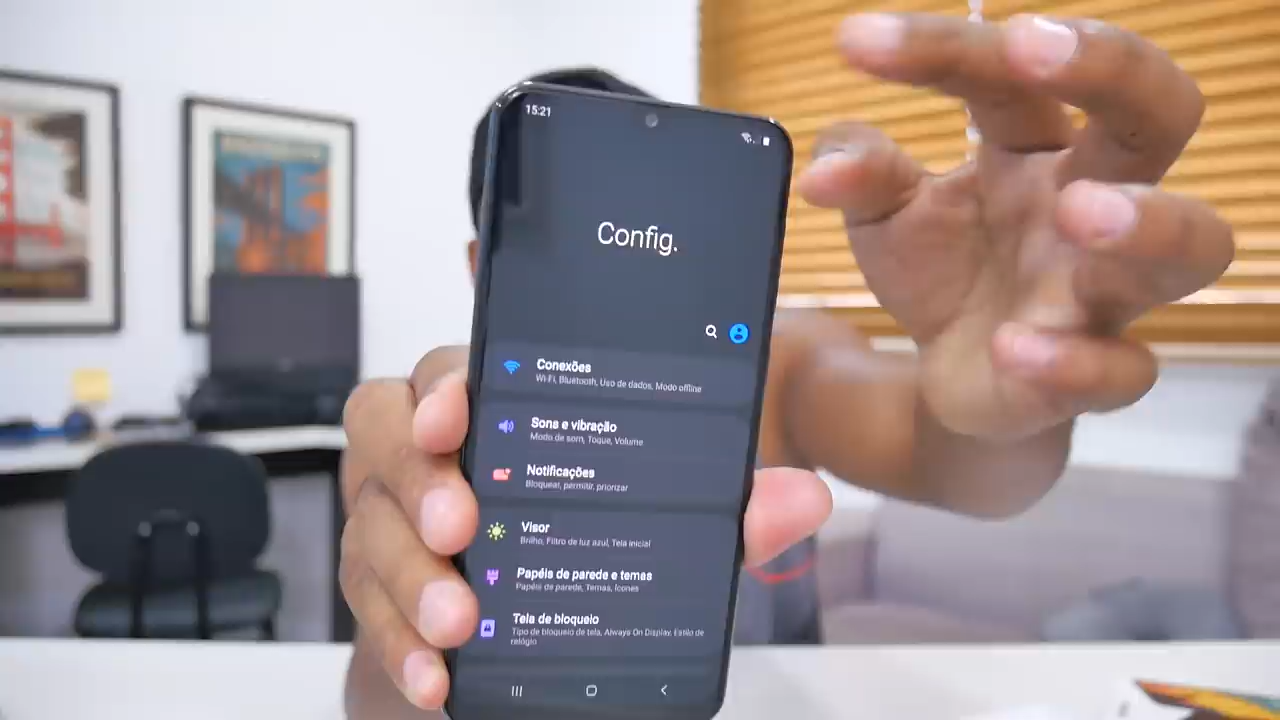 15:21
Config.
Conexões
Wi-Fi, Bluetooth, Uso de dados, Modo offline
Sons e vibração
Modo de som, Toque, Volume
Notificações
Bloquear, permitir, priorizar
Visor
Brilho, Filtro de luz azul, Tela inicial
Papéis de parede e temas
Papéis de parede, Temas, Ícones
Tela de bloqueio
Tipo de bloqueio de tela, Always On Display, Estilo de
relógio